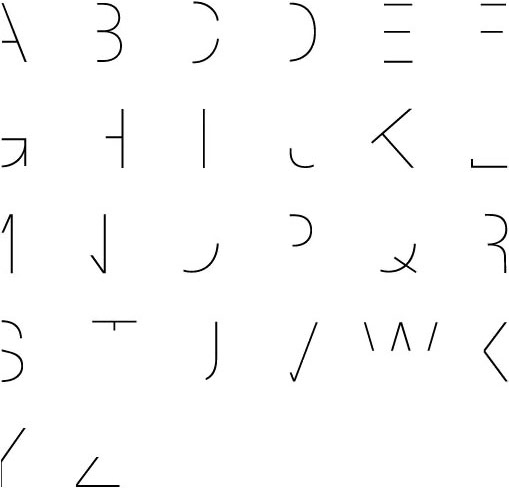 A B C D E F
G H I J K L
M N O P Q R
S T U V W X
Y Z